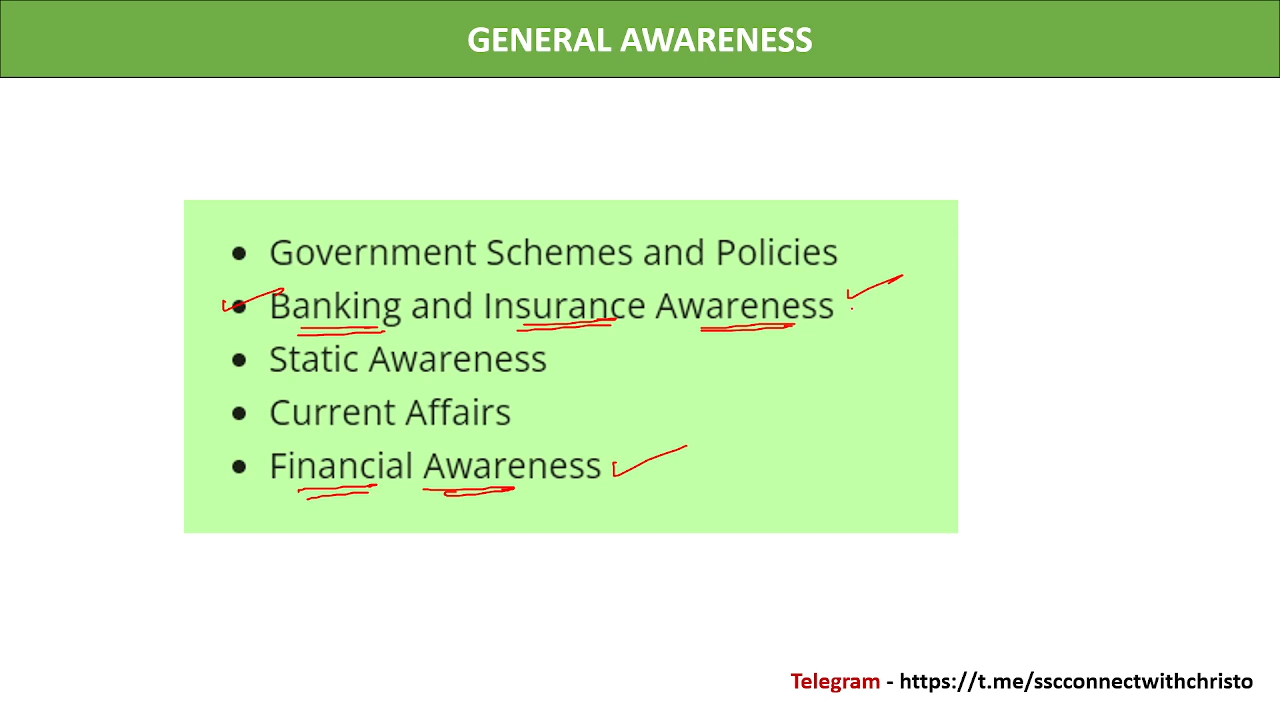 GENERAL AWARENESS
• Government Schemes and Policies
• Banking and Insurance Awareness
• Static Awareness
• Current Affairs
• Financial Awareness
Telegram - https://t.me/sscconnectwithchristo